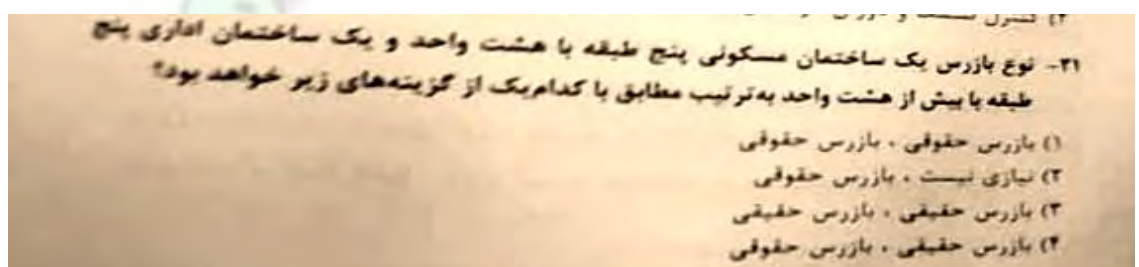 ۲) کنترل
۲۱- نوع بازرس یک ساختمان مسکونی پنج طبقه با هشت واحد و یک ساختمان اداری پنج
طبقه با بیش از هشت واحد به‌ترتیب مطابق با کدام‌یک از گزینه‌های زیر خواهد بود؟
۱) بازرس حقوقی ، بازرس حقوقی
۲) نیازی نیست ، بازرس حقوقی
۳) بازرس حقیقی ، بازرس حقیقی
۴) بازرس حقیقی ، بازرس حقوقی